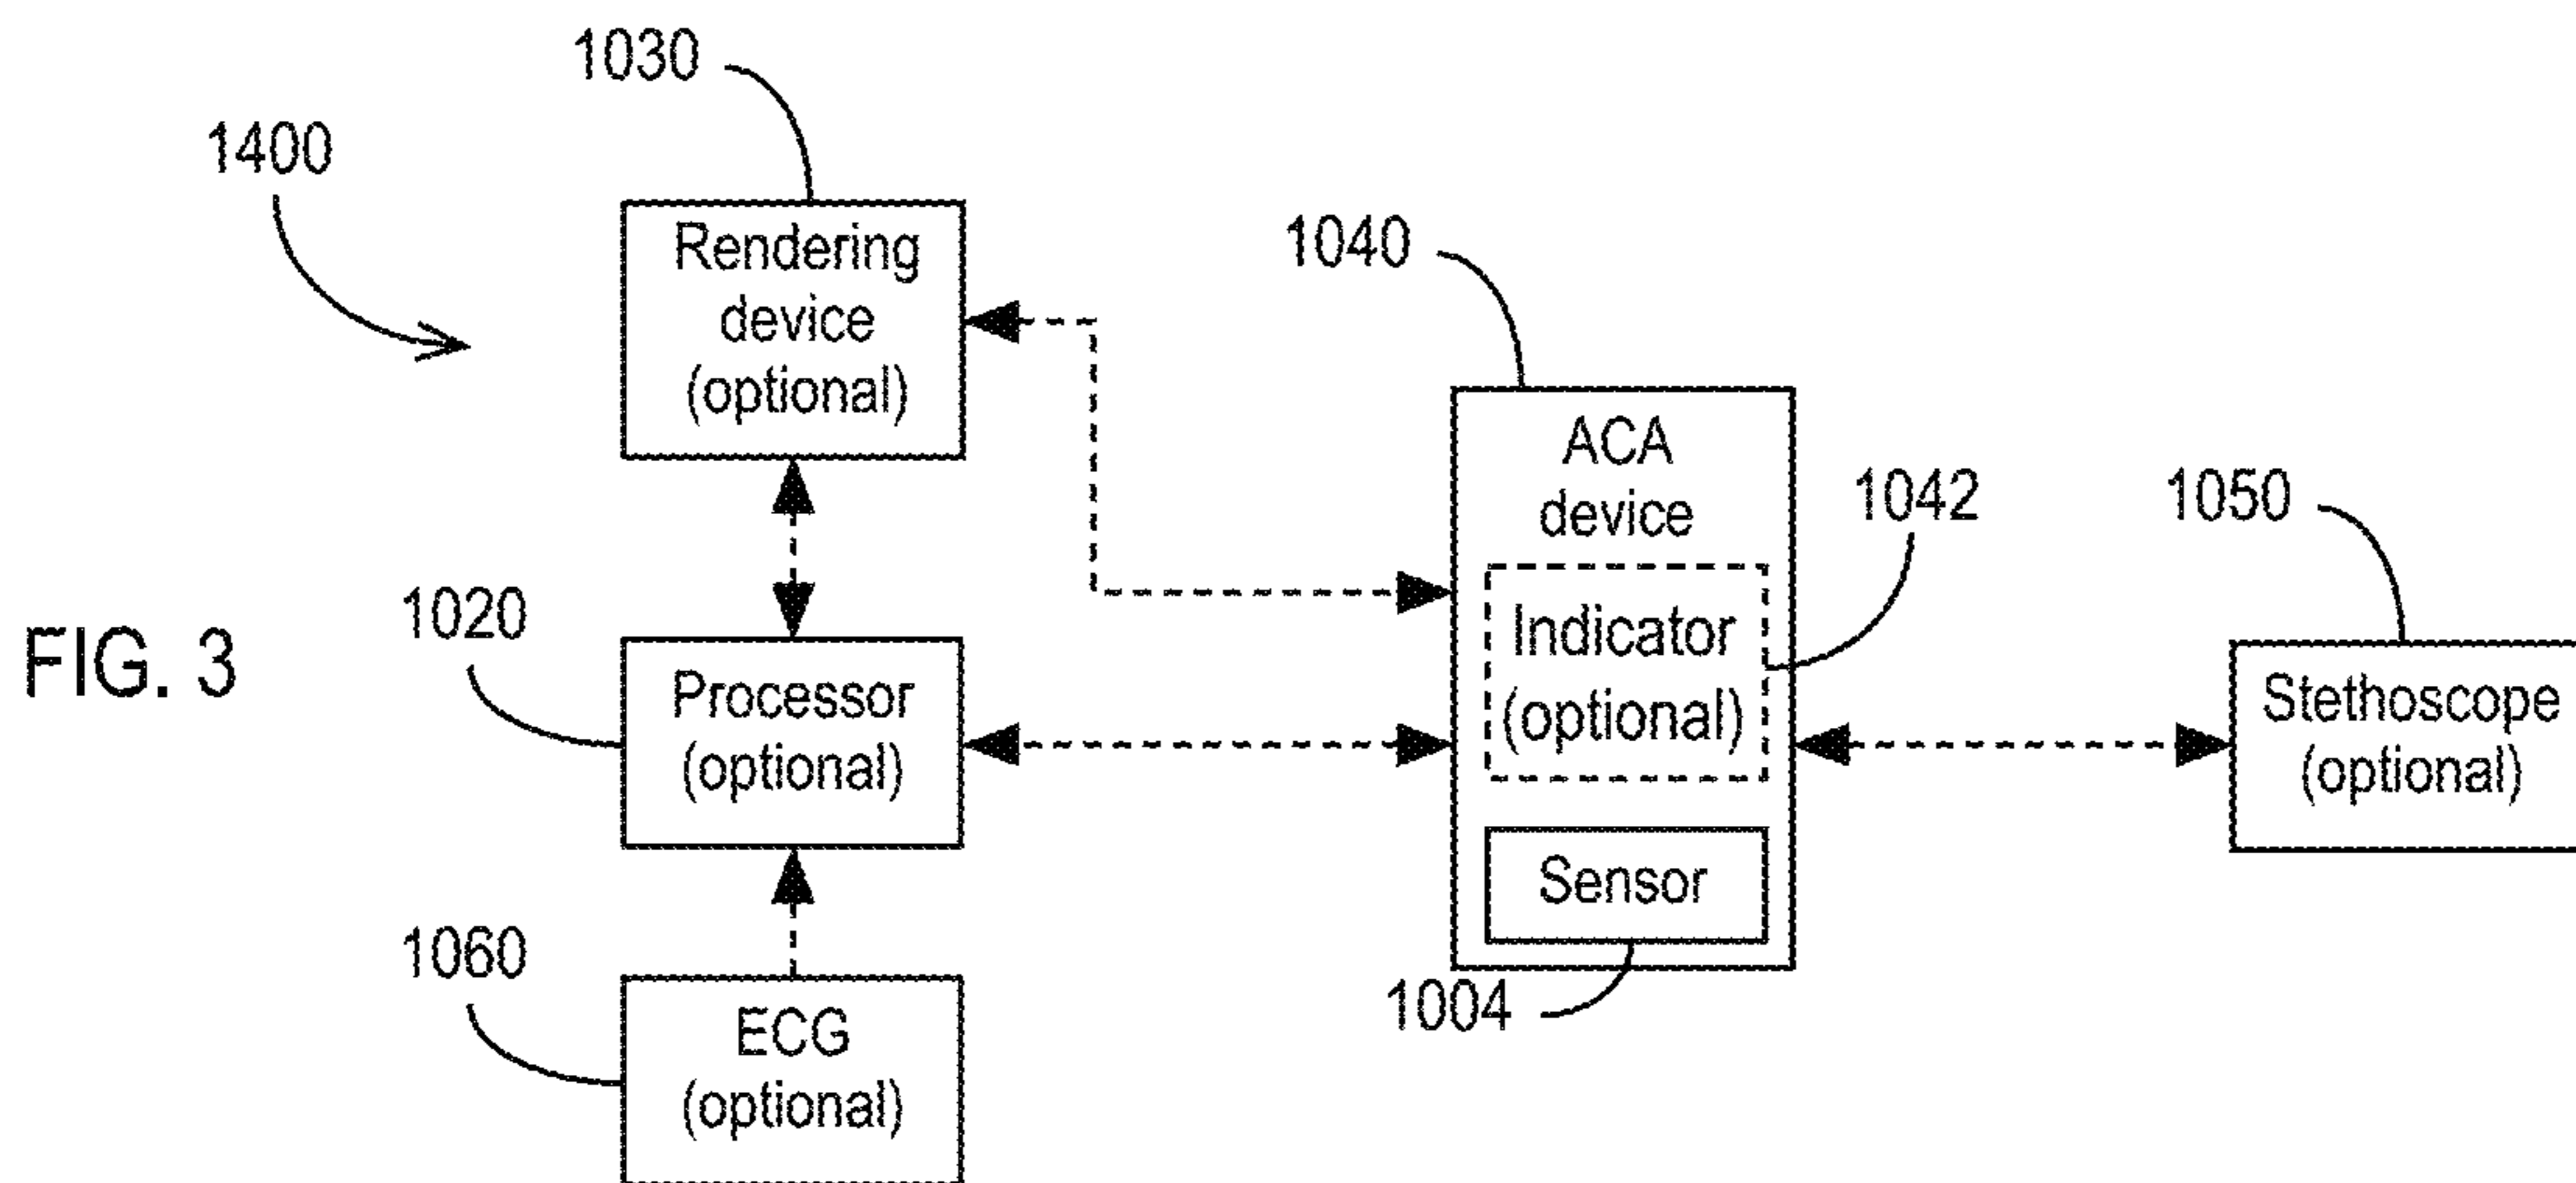 1030
1400
Rendering
device
(optional)
1040
ACA
device
1042
1050
Indicator
(optional)
FIG. 3
1020
Processor
(optional)
Stethoscope
(optional)
Sensor
1060
1004
ECG
(optional)